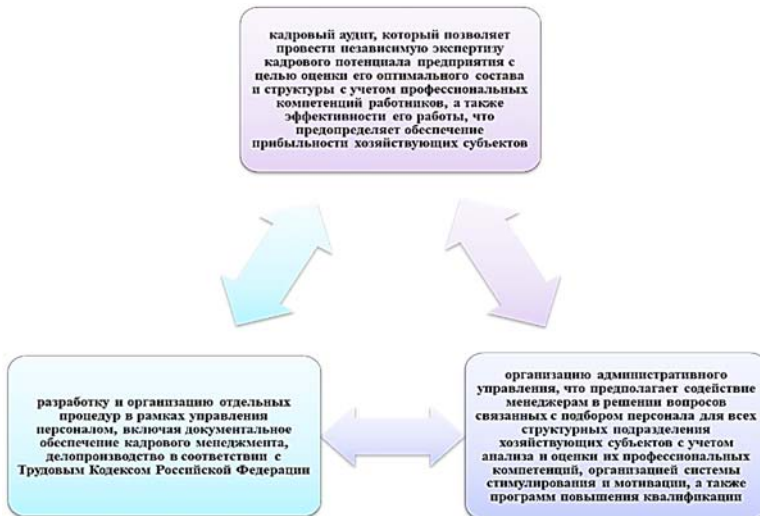 кадровый аудит, который позволяет
провести независимую экспертизу
кадрового потенциала предприятия с
целью оценки его оптимального состава
и структуры с учетом профессиональных
компетенций работников, а также
эффективности его работы, что
предопределяет обеспечение
прибыльности хозяйствующих субъектов
разработку и организацию отдельных
процедур в рамках управления
персоналом, включая документальное
обеспечение кадрового менеджмента,
делопроизводство в соответствии с
Трудовым Кодексом Российской Федерации
организацию административного
управления, что предполагает содействие
менеджерам в решении вопросов
связанных с подбором персонала для всех
структурных подразделения
хозяйствующих субъектов с учетом
анализа и оценки их профессиональных
компетенций, организацией системы
стимулирования и мотивации, а также
программ повышения квалификации